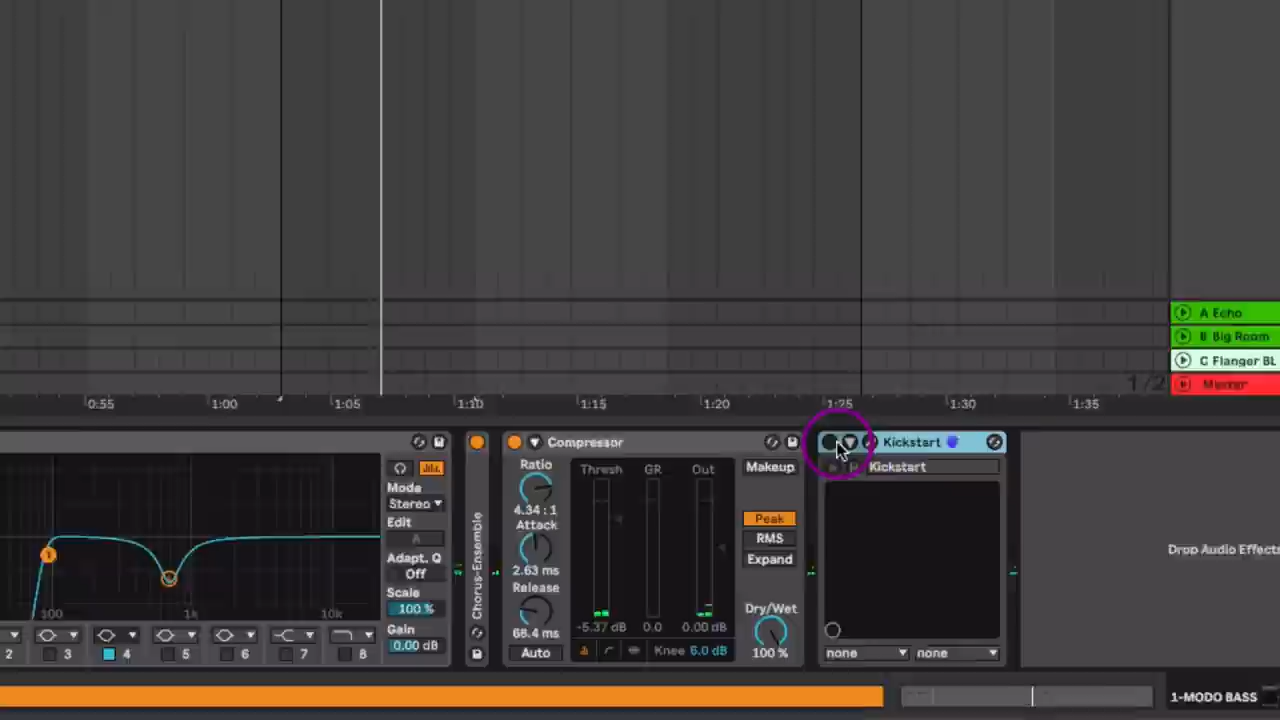 A Echo
B Big Room
C Flanger BL
1/2
Master
0:55
1:00
1:05
1:10
1:15
1:20
1:25
1:30
1:35
Compressor
Kickstart
Ratio
4.34 : 1
Attack
2.63 ms
Release
66.4 ms
Auto
Thresh
GR
Out
-5.37 dB
0.0
0.00 dB
Knee 6.0 dB
Makeup
Peak
RMS
Expand
Dry/Wet
100 %
Kickstart
none
none
Drop Audio Effects
Mode
Stereo
Edit
A
Adapt. Q
Off
Scale
100 %
Gain
0.00 dB
Chorus-Ensemble
1
100
1k
10k
2
3
4
5
6
7
8
1-MODO BASS